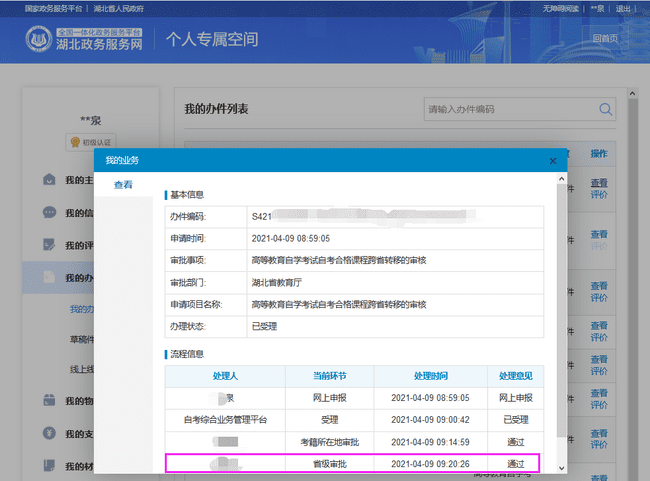 国家政务服务平台 | 湖北省人民政府
无障碍阅读 | **泉 | 退出 |
全国一体化政务服务平台
湖北政务服务网
个人专属空间
回首页
**泉
初级认证
我的主
我的信
我的评
我的办
我的办
草稿件
线上线
我的物
我的支
我的材
我的办件列表
请输入办件编码
操作
件 查看
评价
件 查看
评价
件 查看
评价
件 查看
评价
件 查看
评价
件 查看
评价
查看
我的业务 ×
查看
基本信息
办件编码: S421
申请时间: 2021-04-09 08:59:05
审批事项: 高等教育自学考试自考合格课程跨省转移的审核
审批部门: 湖北省教育厅
申请项目名称: 高等教育自学考试自考合格课程跨省转移的审核
办理状态: 已受理
流程信息
处理人 当前环节 处理时间 处理意见
泉 网上申报 2021-04-09 08:59:05 网上申报
自考综合业务管理平台 受理 2021-04-09 09:00:42 已受理
考籍所在地审批 2021-04-09 09:14:59 通过
省级审批 2021-04-09 09:20:26 通过
高等教育自学考